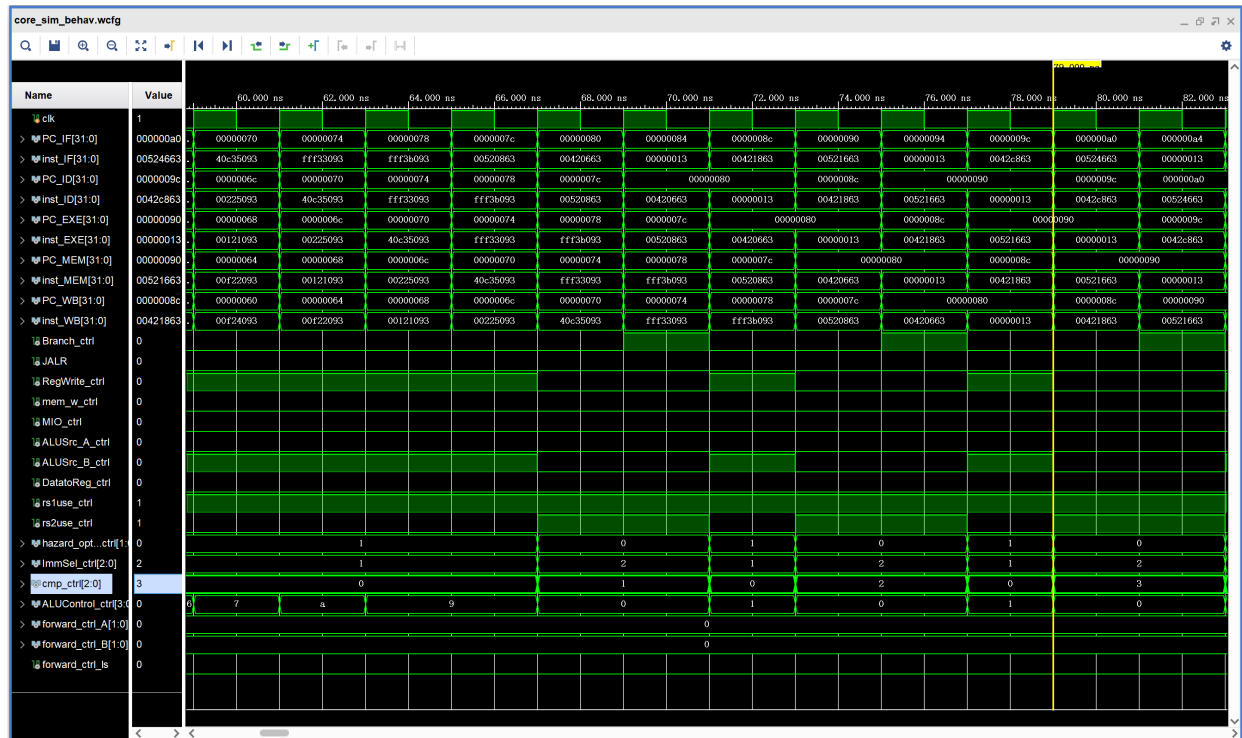 core_sim_behav.wcfg
Name Value
60.000 ns 62.000 ns 64.000 ns 66.000 ns 68.000 ns 70.000 ns 72.000 ns 74.000 ns 76.000 ns 78.000 ns 80.000 ns 82.000 ns
clk 1
PC_IF[31:0] 000000a0 00000070 00000074 00000078 0000007c 00000080 00000084 0000008c 00000090 00000094 0000009c 000000a0 000000a4
inst_IF[31:0] 00524663 40c35093 fff33093 fff3b093 00520863 00420663 00000013 00421863 00521663 00000013 0042c863 00524663 00000013
PC_ID[31:0] 0000009c 0000006c 00000070 00000074 00000078 0000007c 00000080 0000008c 00000090 0000009c 000000a0
inst_ID[31:0] 0042c863 00225093 40c35093 fff33093 fff3b093 00520863 00420663 00000013 00421863 00521663 00000013 0042c863 00524663
PC_EXE[31:0] 00000090 00000068 0000006c 00000070 00000074 00000078 0000007c 00000080 0000008c 00000090 0000009c
inst_EXE[31:0] 00000013 00121093 00225093 40c35093 fff33093 fff3b093 00520863 00420663 00000013 00421863 00521663 00000013 0042c863
PC_MEM[31:0] 00000090 00000064 00000068 0000006c 00000070 00000074 00000078 0000007c 00000080 0000008c 00000090
inst_MEM[31:0] 00521663 00f22093 00121093 00225093 40c35093 fff33093 fff3b093 00520863 00420663 00000013 00421863 00521663 00000013
PC_WB[31:0] 0000008c 00000060 00000064 00000068 0000006c 00000070 00000074 00000078 0000007c 00000080 0000008c 00000090
inst_WB[31:0] 00421863 00f24093 00f22093 00121093 00225093 40c35093 fff33093 fff3b093 00520863 00420663 00000013 00421863 00521663
Branch_ctrl 0
JALR 0
RegWrite_ctrl 0
mem_w_ctrl 0
MIO_ctrl 0
ALUSrc_A_ctrl 0
ALUSrc_B_ctrl 0
DatatoReg_ctrl 0
rs1use_ctrl 1
rs2use_ctrl 1
hazard_opt...ctrl[1: 0 1 0 1 0 1 0
ImmSel_ctrl[2:0] 2 1 2 1 2 1 2
cmp_ctrl[2:0] 3 0 1 0 2 0 3
ALUControl_ctrl[3:0 0 6 7 a 9 0 1 0 1 0
forward_ctrl_A[1:0] 0 0
forward_ctrl_B[1:0] 0 0
forward_ctrl_ls 0